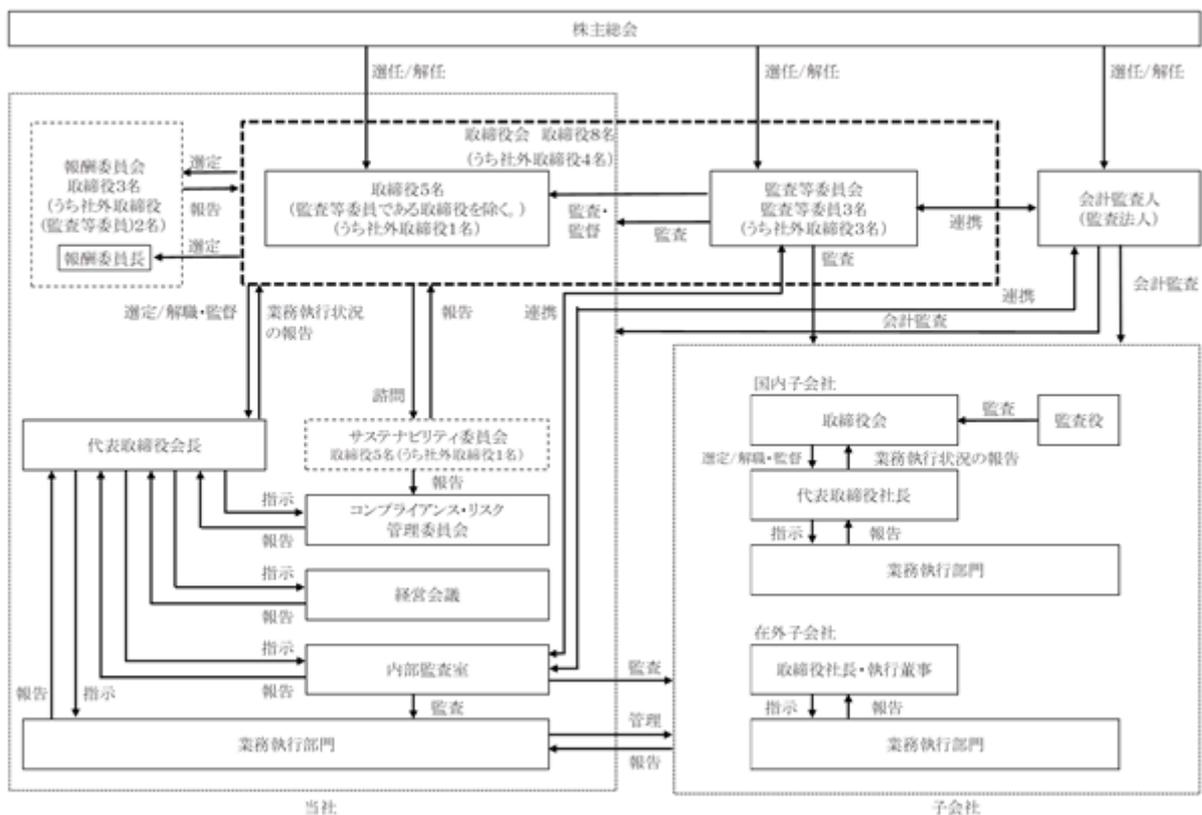 株主総会
選任/解任
選任/解任
選任/解任
取締役会 取締役8名
(うち社外取締役4名)
報酬委員会
取締役3名
(うち社外取締役
(監査等委員)2名)
報酬委員長
選定
報告
選定
取締役5名
(監査等委員である取締役を除く。)
(うち社外取締役1名)
監査・
監督
監査
監査等委員会
監査等委員3名
(うち社外取締役3名)
連携
会計監査人
(監査法人)
監査
選定/解職・監督
業務執行状況
の報告
報告
連携
連携
会計監査
会計監査
諮問
代表取締役会長
サステナビリティ委員会
取締役5名(うち社外取締役1名)
報告
指示
報告
コンプライアンス・リスク
管理委員会
指示
報告
経営会議
指示
報告
内部監査室
監査
報告
指示
監査
業務執行部門
管理
報告
当社
国内子会社
取締役会
監査
監査役
選定/解職・監督
業務執行状況の報告
代表取締役社長
指示
報告
業務執行部門
在外子会社
取締役社長・執行董事
指示
報告
業務執行部門
子会社